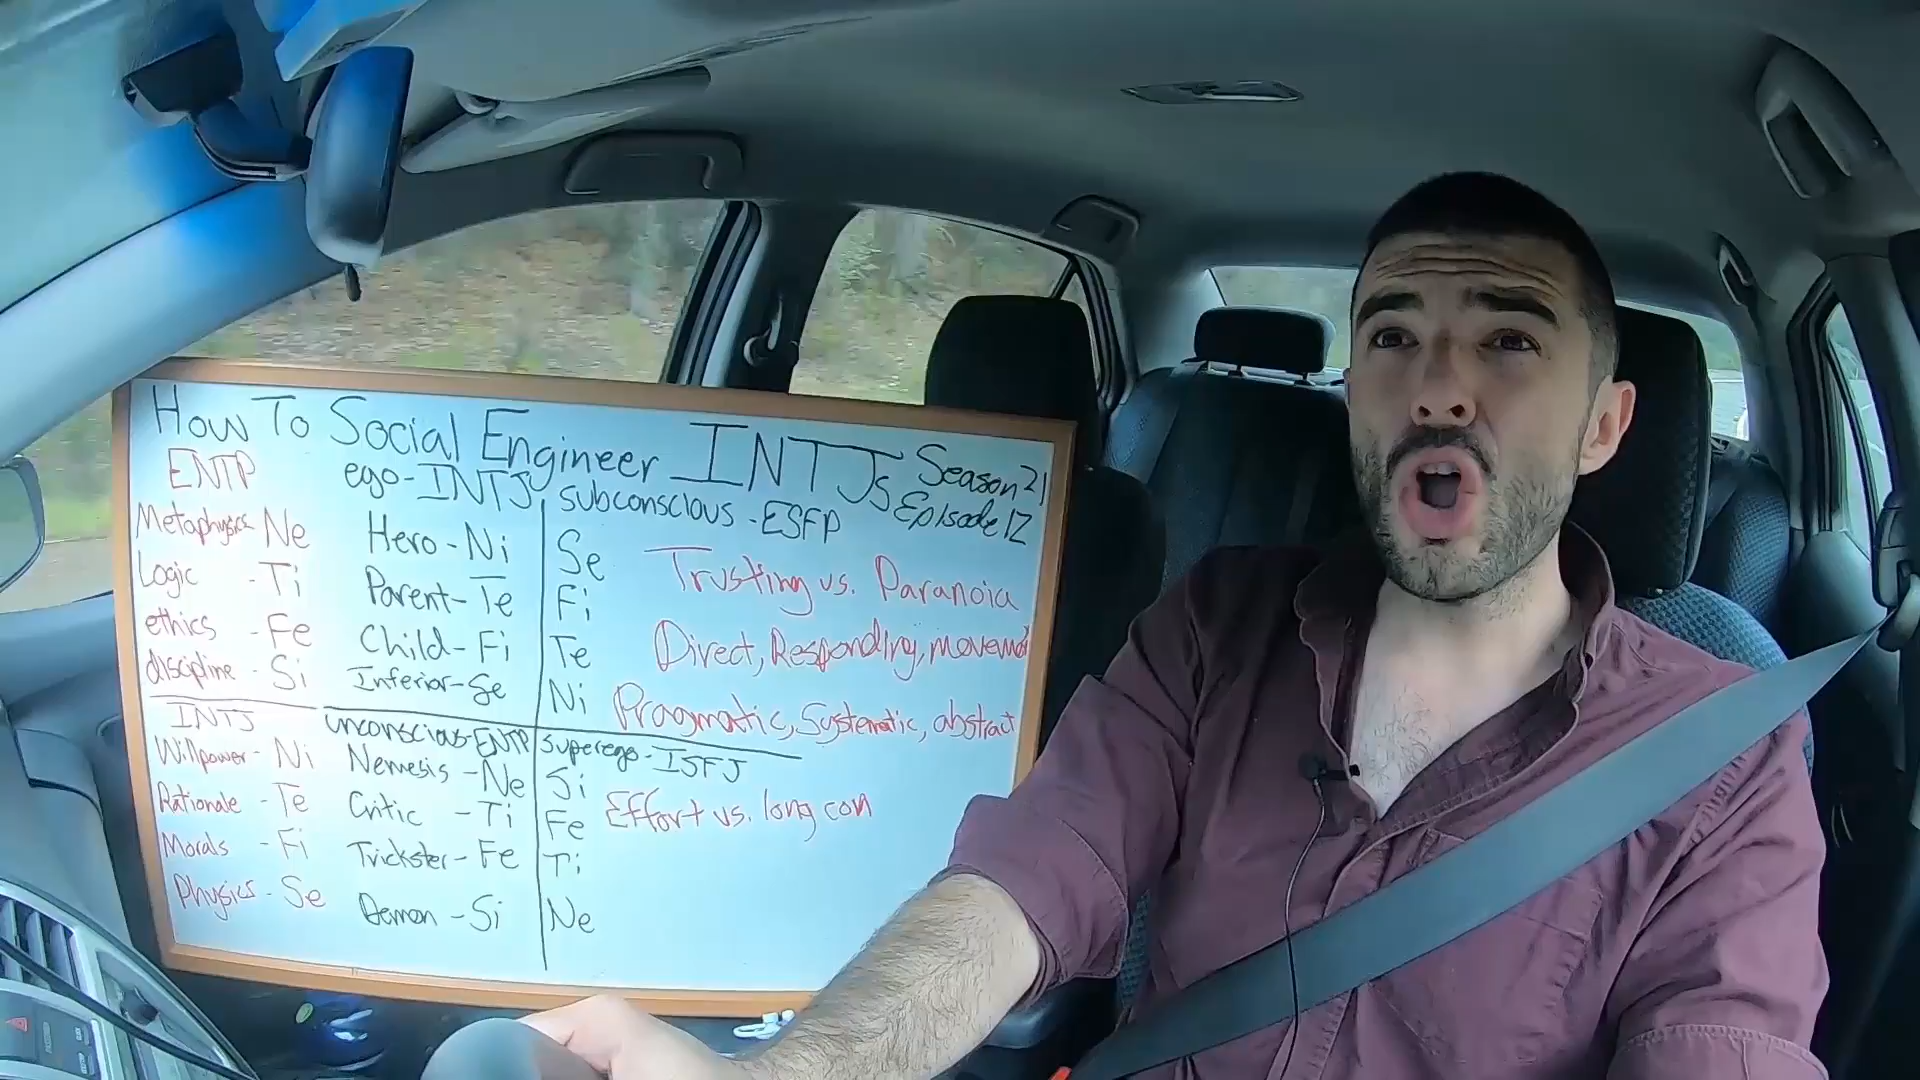 How To Social Engineer INTJs Season 21
Episode 12
ENTP
ego-INTJ subconscious -ESFP
Metaphysics Ne Hero-Ni Se
Logic -Ti Parent-Te Fi
ethics -Fe Child-Fi Te
discipline -Si Inferior-Se Ni
Trusting vs. Paranoia
Direct, Responding, movement
Pragmatic, Systematic, abstract
INTJ unconscious-ENTP superego-ISFJ
Willpower-Ni Nemesis-Ne Si
Rationale -Te Critic -Ti Fe
Morals -Fi Trickster-Fe Ti
Physics-Se Demon-Si Ne
Effort vs. long con